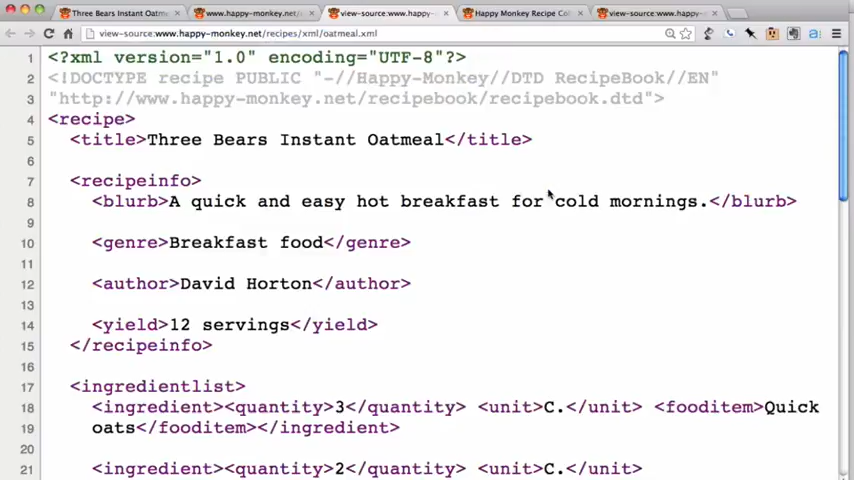 Three Bears Instant Oatm
www.happy-monkey.net/
view-source:www.happy-
Happy Monkey Recipe Col
view-source:www.happy-
view-source:www.happy-monkey.net/recipes/xml/oatmeal.xml
1 <?xml version="1.0" encoding="UTF-8"?>
2 <!DOCTYPE recipe PUBLIC "-//Happy-Monkey//DTD RecipeBook//EN"
3 "http://www.happy-monkey.net/recipebook/recipebook.dtd">
4 <recipe>
5 <title>Three Bears Instant Oatmeal</title>
6
7 <recipeinfo>
8 <blurb>A quick and easy hot breakfast for cold mornings.</blurb>
9
10 <genre>Breakfast food</genre>
11
12 <author>David Horton</author>
13
14 <yield>12 servings</yield>
15 </recipeinfo>
16
17 <ingredientlist>
18 <ingredient><quantity>3</quantity> <unit>C.</unit> <fooditem>Quick
19 oats</fooditem></ingredient>
20
21 <ingredient><quantity>2</quantity> <unit>C.</unit>